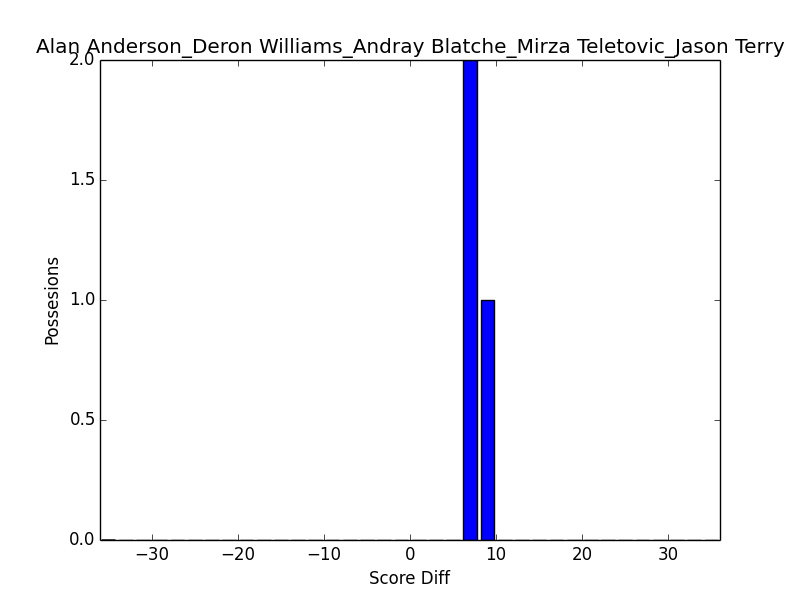 Alan Anderson_Deron Williams_Andray Blatche_Mirza Teletovic_Jason Terry
2.0
1.5
1.0
0.5
0.0
Possesions
−30 −20 −10 0 10 20 30
Score Diff